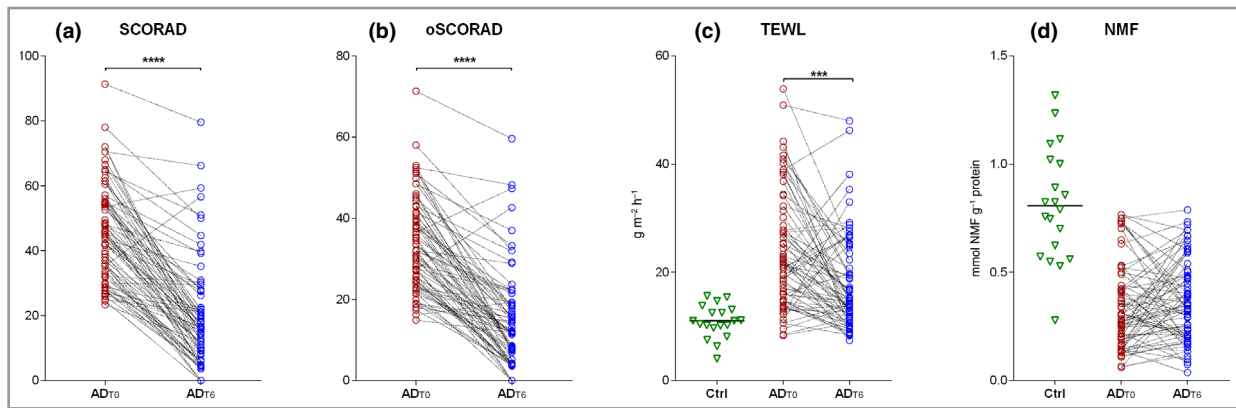 (a) SCORAD
100
80
60
40
20
0
****
ADT0 ADT6
(b) oSCORAD
80
60
40
20
0
****
ADT0 ADT6
(c) TEWL
g m⁻² h⁻¹
60
40
20
0
***
Ctrl ADT0 ADT6
(d) NMF
mmol NMF g⁻¹ protein
1.5
1.0
0.5
0.0
Ctrl ADT0 ADT6